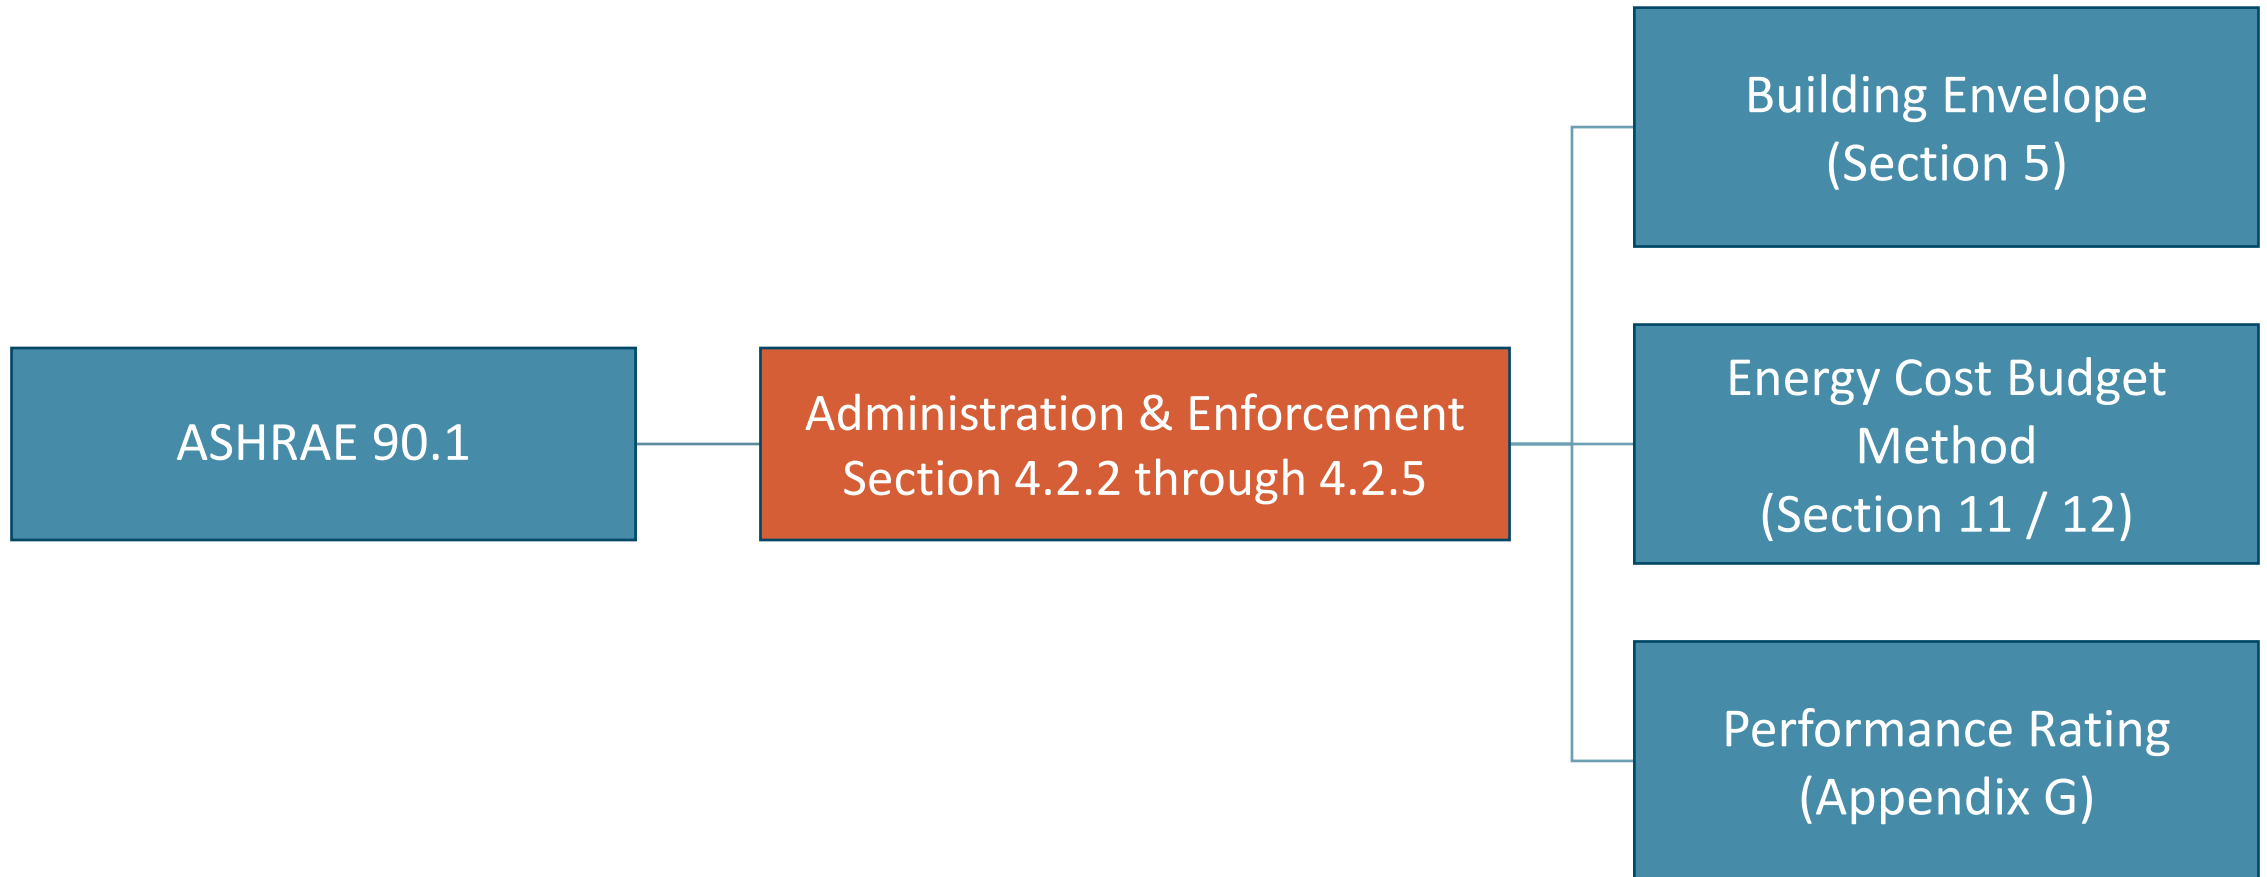 ASHRAE 90.1
Administration & Enforcement
Section 4.2.2 through 4.2.5
Building Envelope
(Section 5)
Energy Cost Budget
Method
(Section 11 / 12)
Performance Rating
(Appendix G)